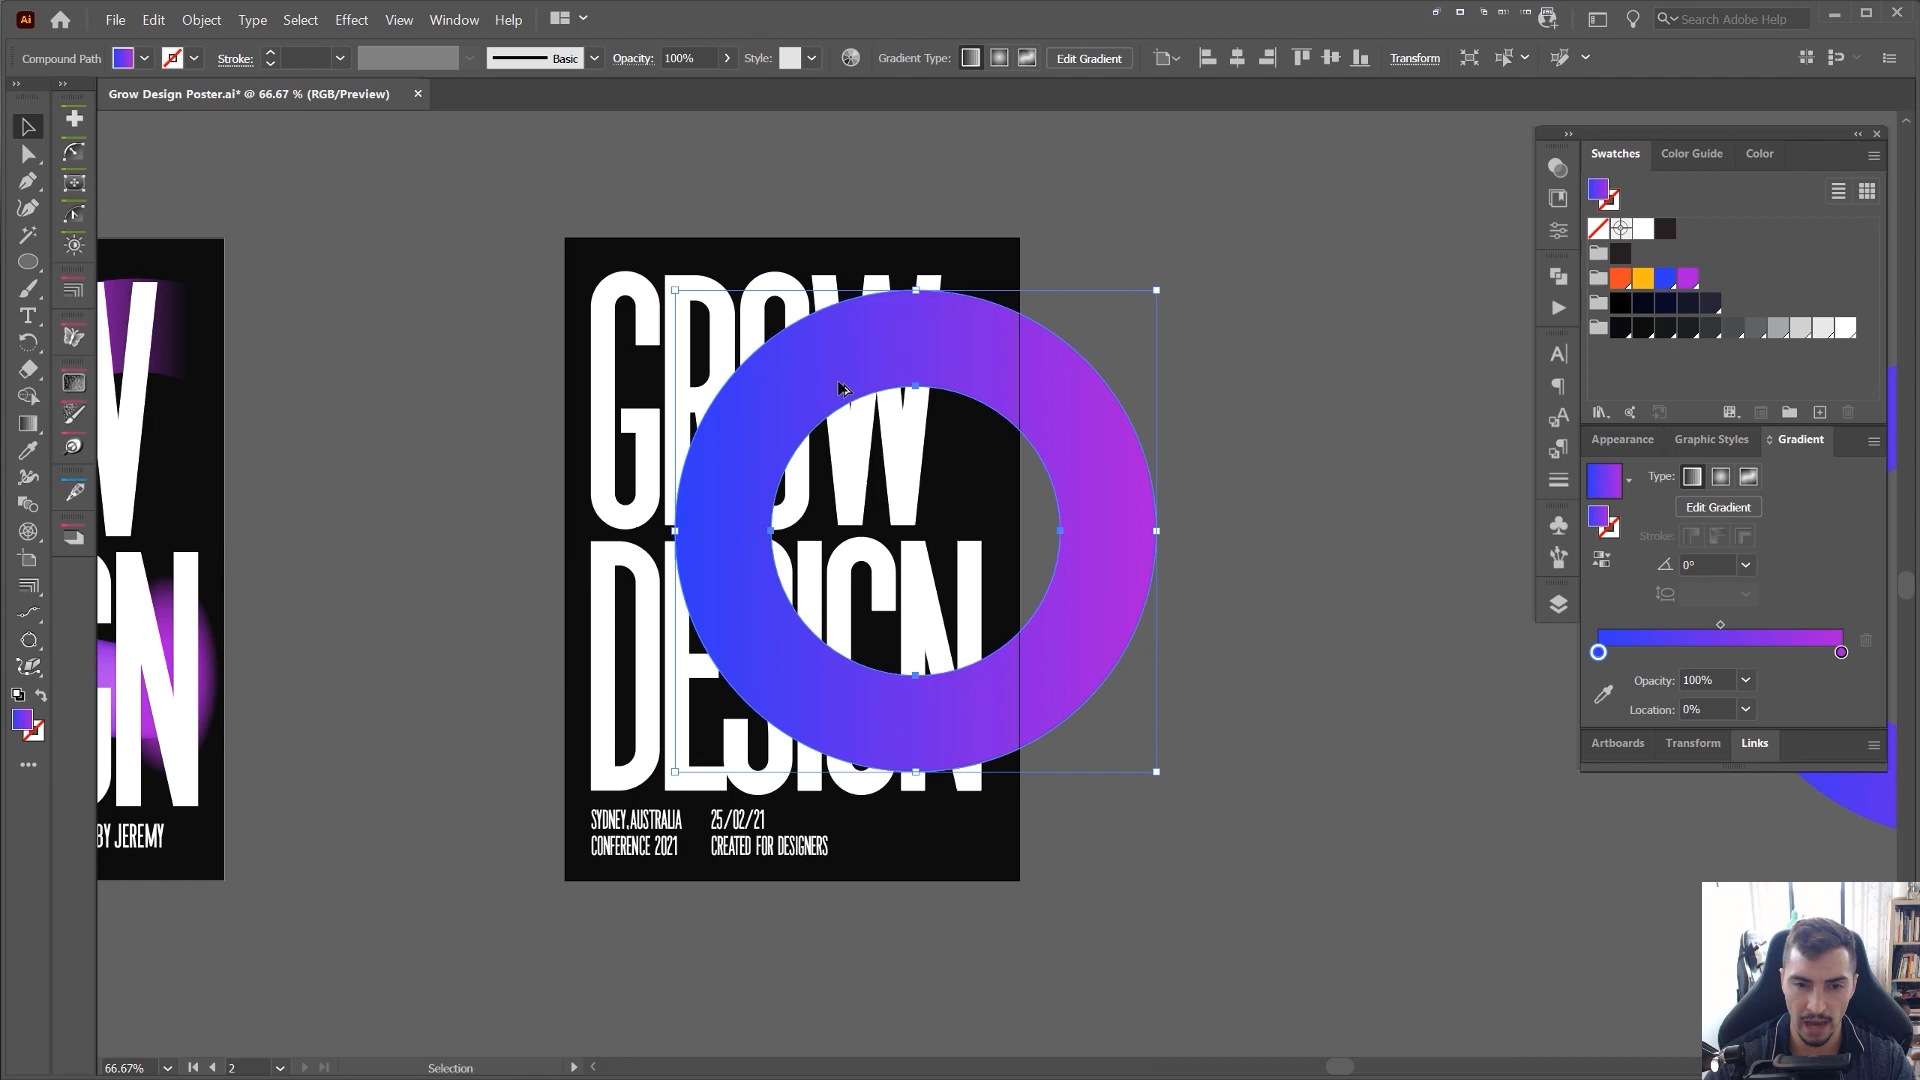 Ai File Edit Object Type Select Effect View Window Help Search Adobe Help
Compound Path Stroke: Basic Opacity: 100% Style: Gradient Type: Edit Gradient Transform
Grow Design Poster.ai* @ 66.67 % (RGB/Preview)
Swatches Color Guide Color
GROW
DESIGN
SYDNEY,AUSTRALIA
CONFERENCE 2021
25/02/21
CREATED FOR DESIGNERS
BY JEREMY
Appearance Graphic Styles Gradient
Type:
Edit Gradient
Stroke:
0°
Opacity: 100%
Location: 0%
Artboards Transform Links
66.67% 2 Selection